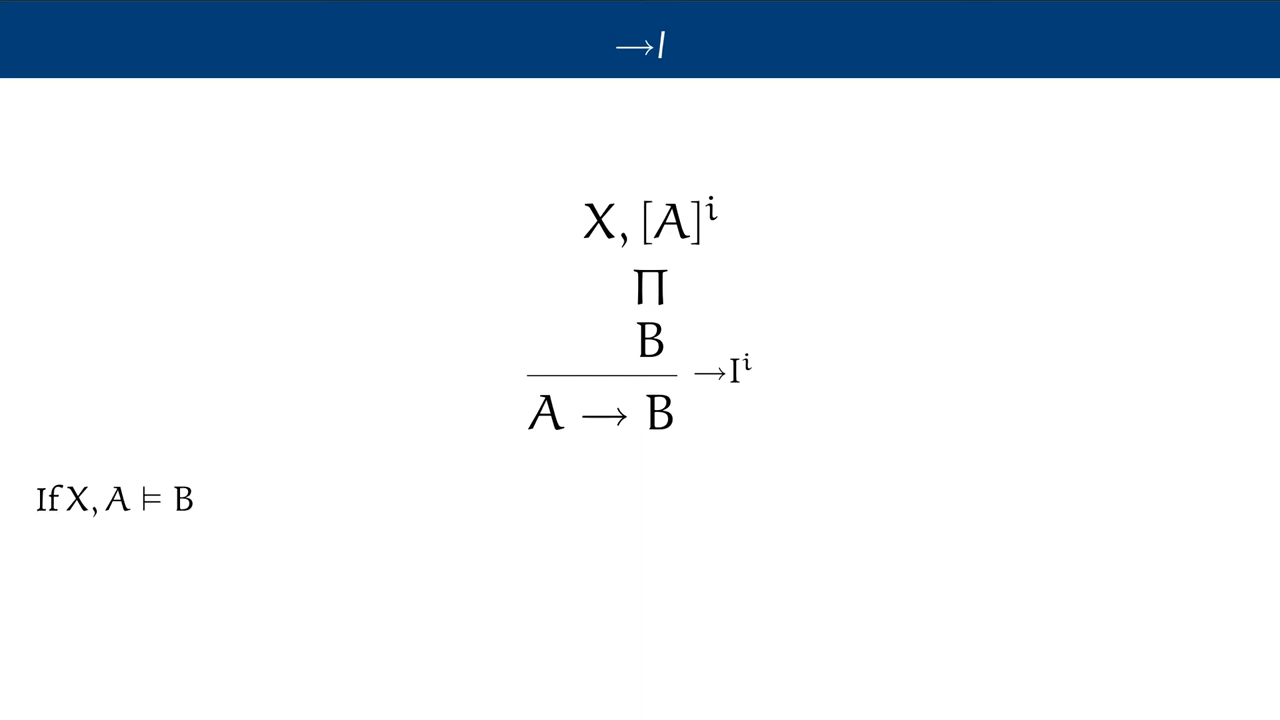 →I
X, [A]ⁱ
Π
B
→Iⁱ
A → B
If X, A ⊨ B